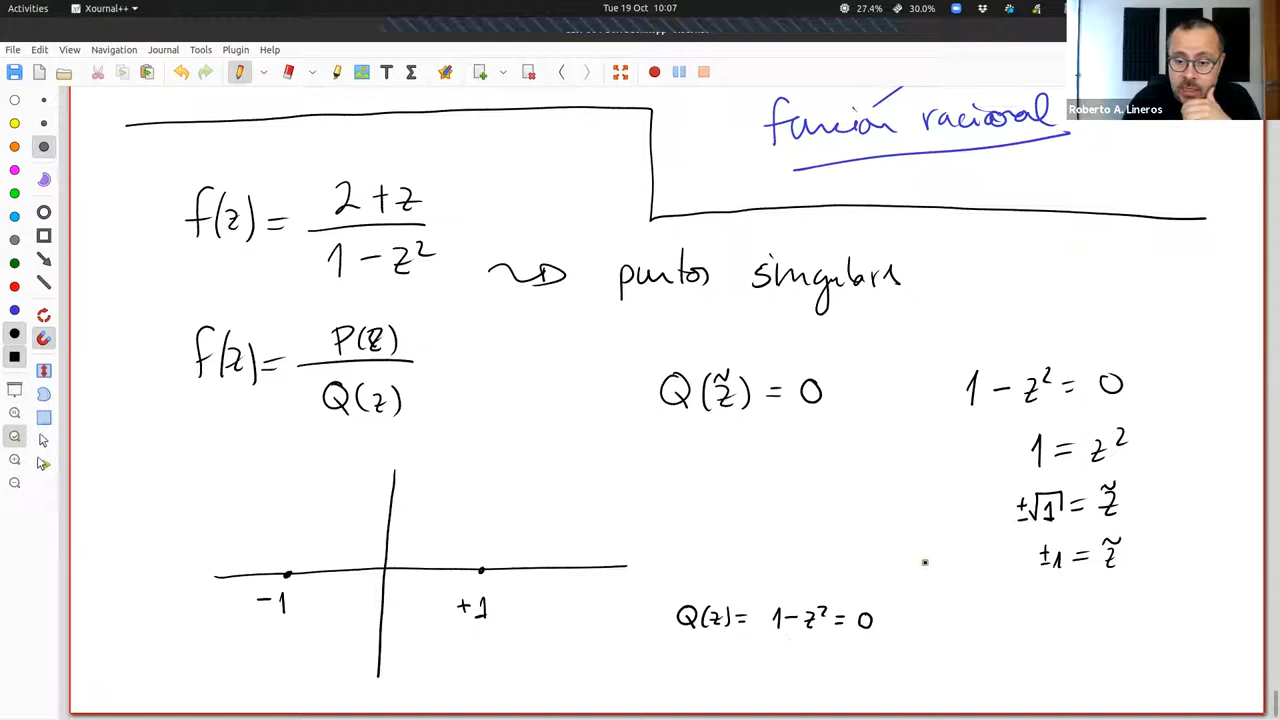 Activities
Xournal++
Tue 19 Oct 10:07
27.4%
30.0%
File Edit View Navigation Journal Tools Plugin Help
Roberto A. Lineros
función racional
f(z) = 2+z / 1-z²
~> puntos singulares
f(z) = P(z) / Q(z)
Q(z̃) = 0
1 - z² = 0
1 = z²
±√1 = z̃
±1 = z̃
-1
+1
Q(z) = 1-z² = 0